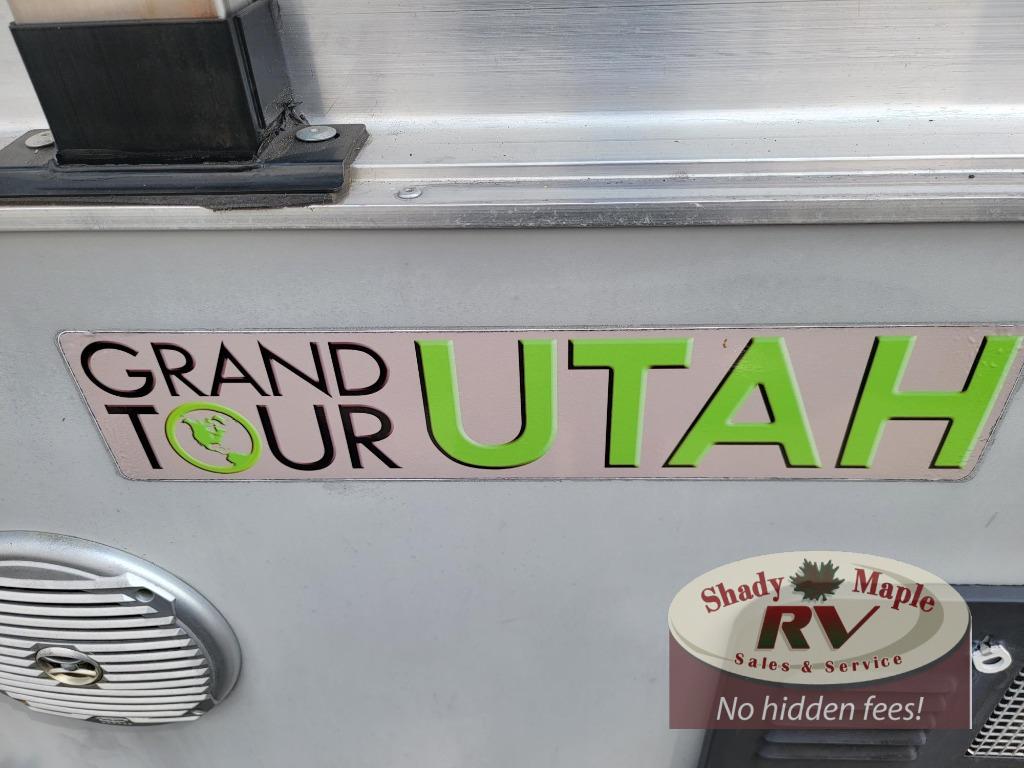 GRAND
TOUR
UTAH
Shady Maple
RV
Sales & Service
No hidden fees!